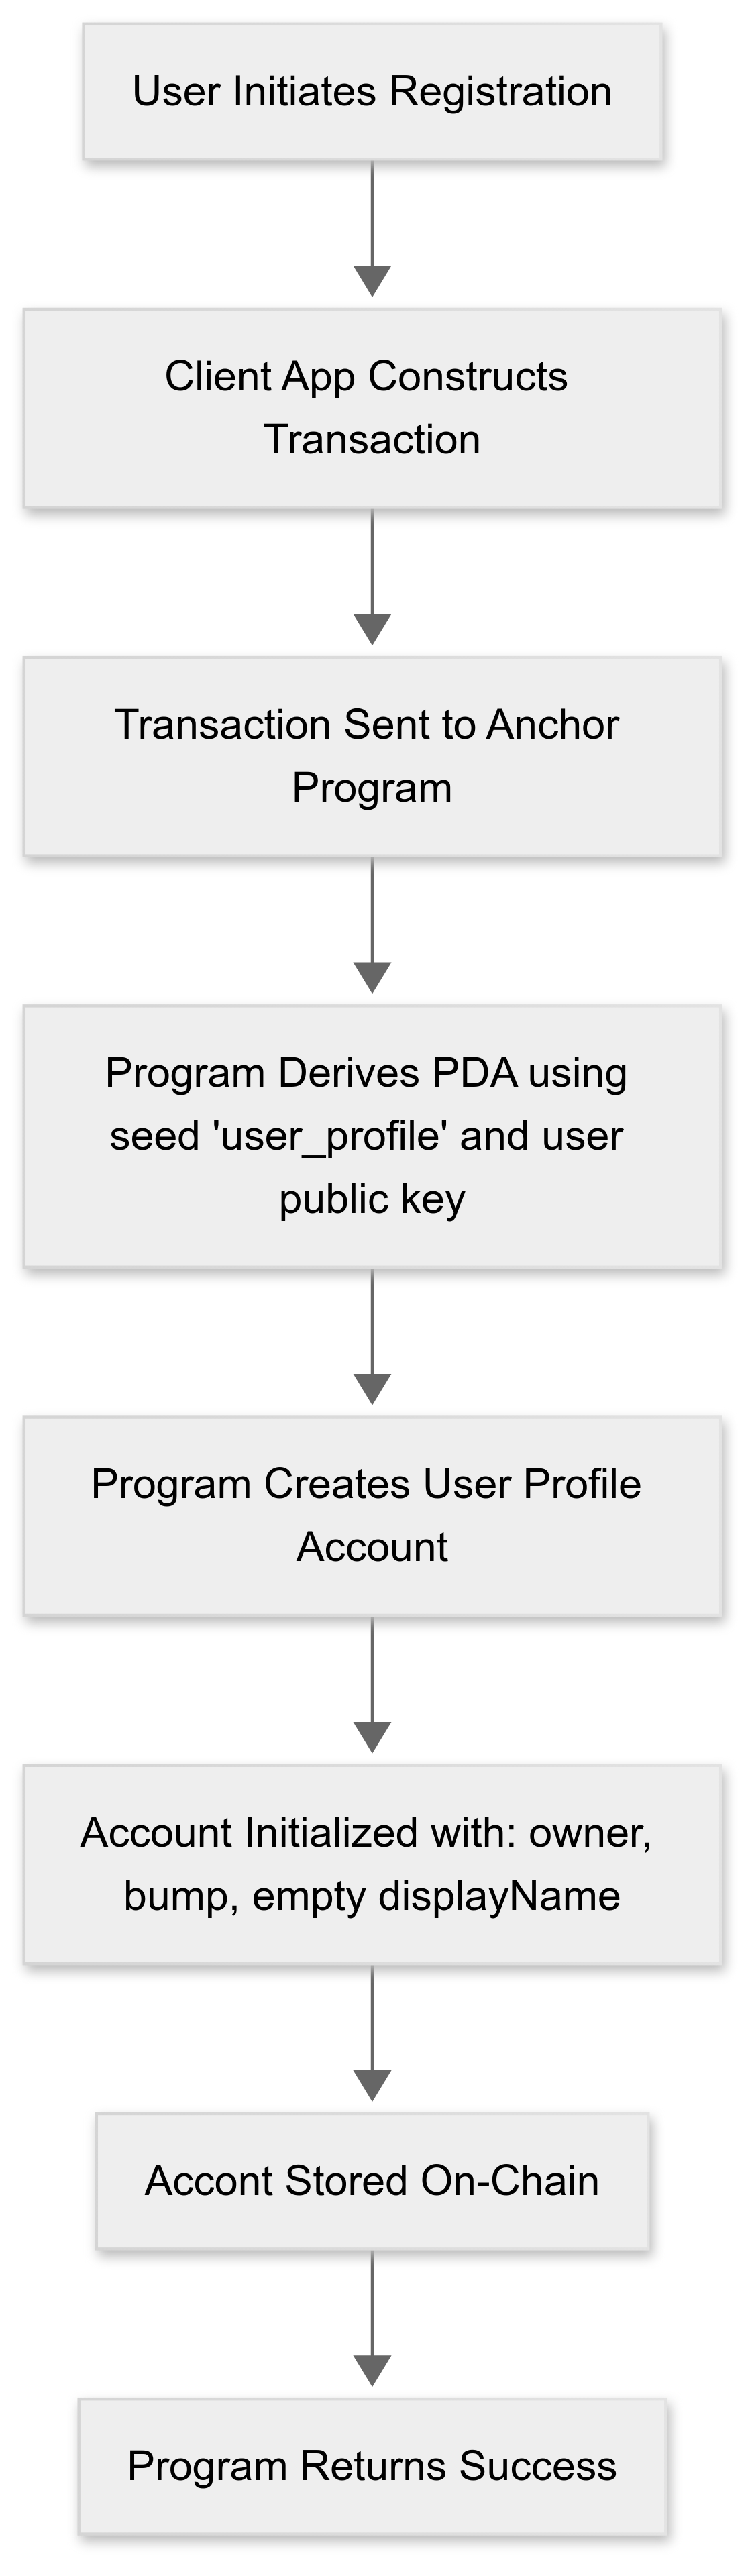 User Initiates Registration
Client App Constructs
Transaction
Transaction Sent to Anchor
Program
Program Derives PDA using
seed 'user_profile' and user
public key
Program Creates User Profile
Account
Account Initialized with: owner,
bump, empty displayName
Accont Stored On-Chain
Program Returns Success